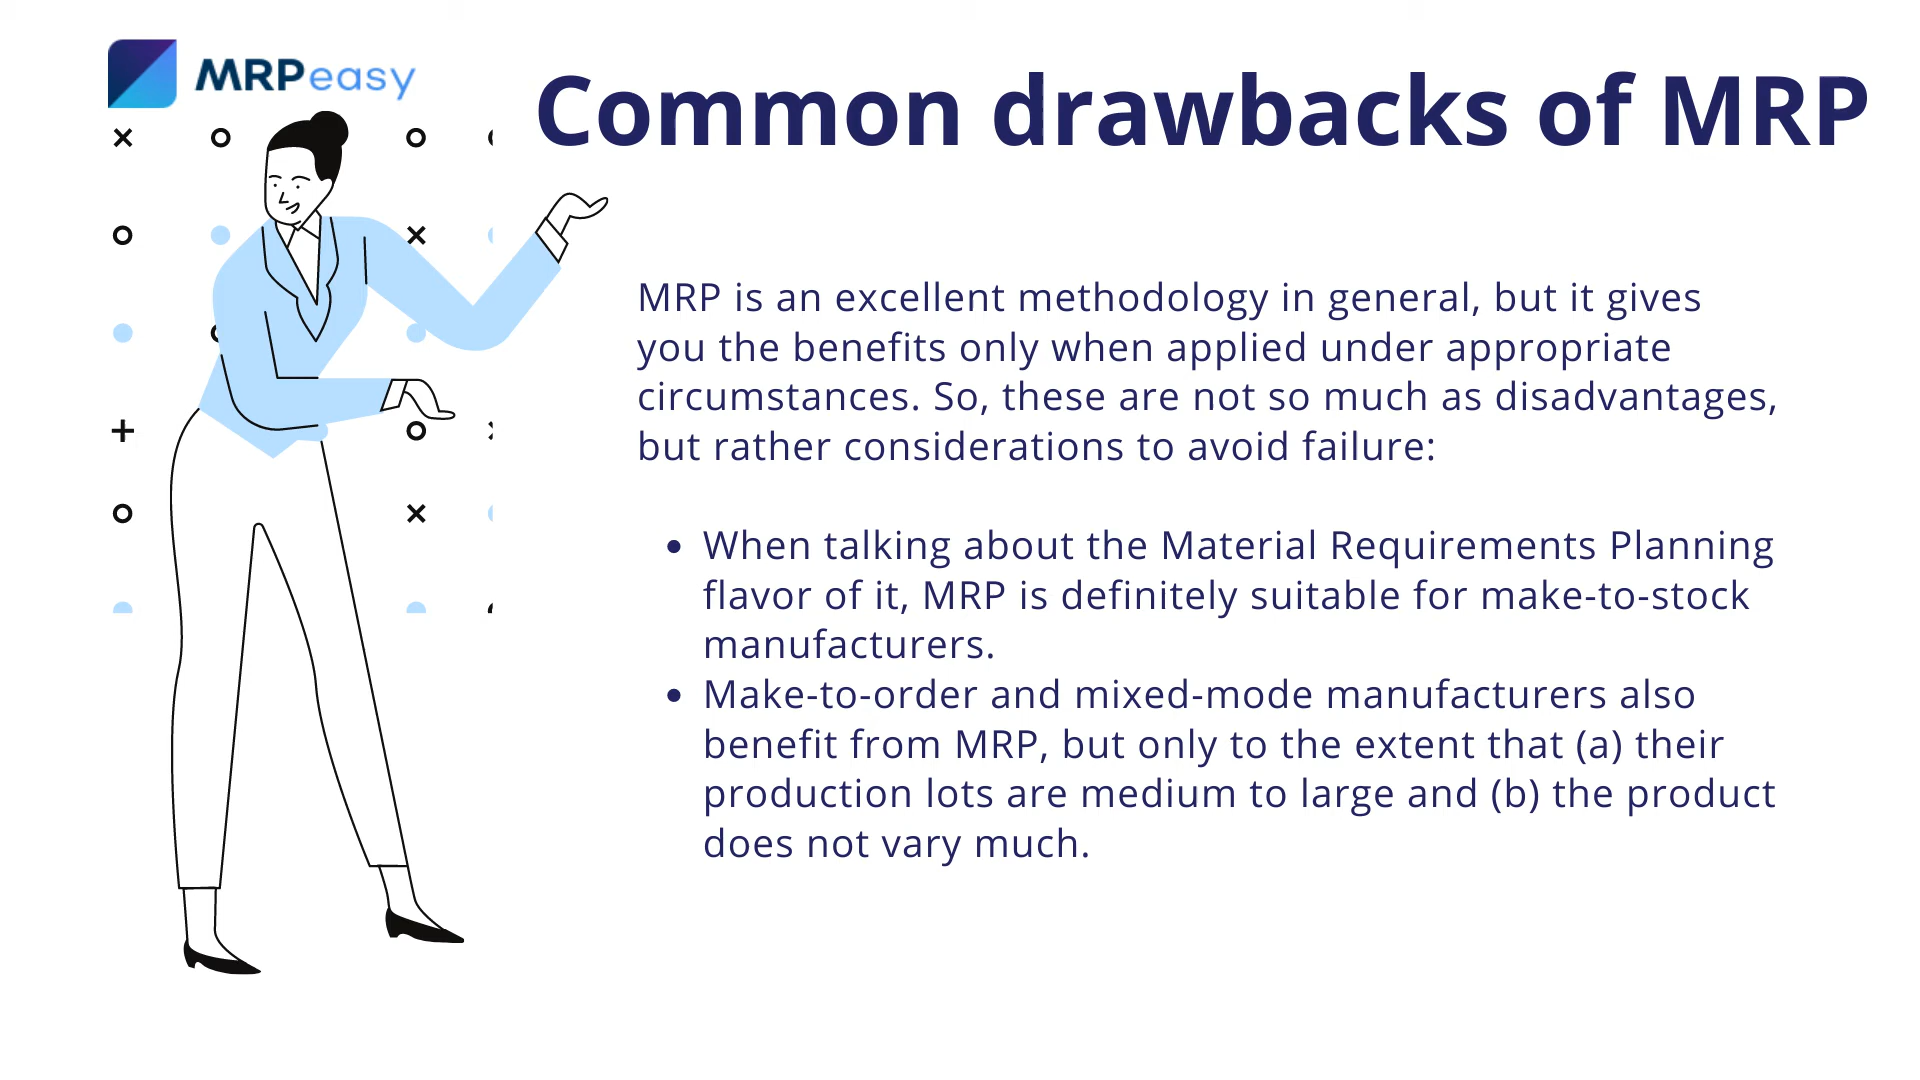 MRPeasy
Common drawbacks of MRP
MRP is an excellent methodology in general, but it gives
you the benefits only when applied under appropriate
circumstances. So, these are not so much as disadvantages,
but rather considerations to avoid failure:
• When talking about the Material Requirements Planning
flavor of it, MRP is definitely suitable for make-to-stock
manufacturers.
• Make-to-order and mixed-mode manufacturers also
benefit from MRP, but only to the extent that (a) their
production lots are medium to large and (b) the product
does not vary much.